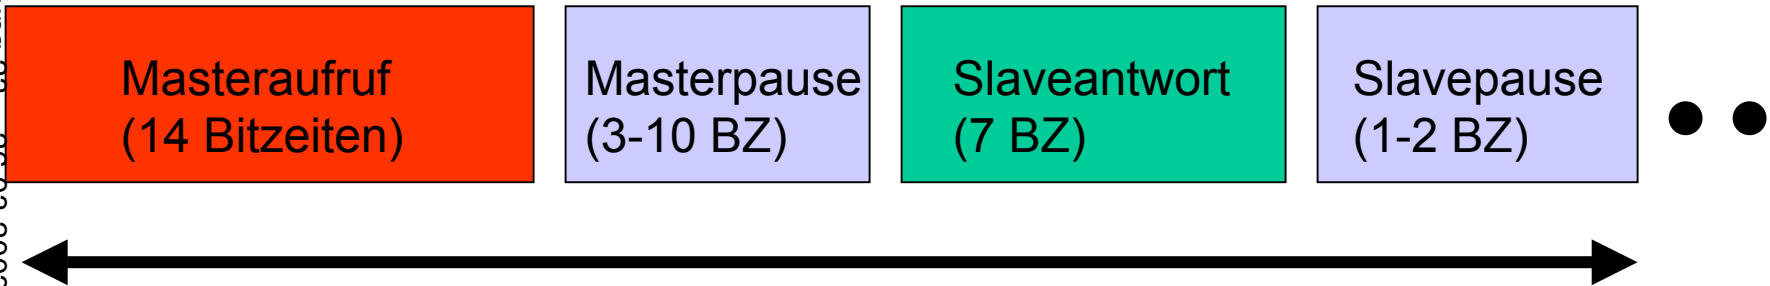 Masteraufruf
(14 Bitzeiten)
Masterpause
(3-10 BZ)
Slaveantwort
(7 BZ)
Slavepause
(1-2 BZ)